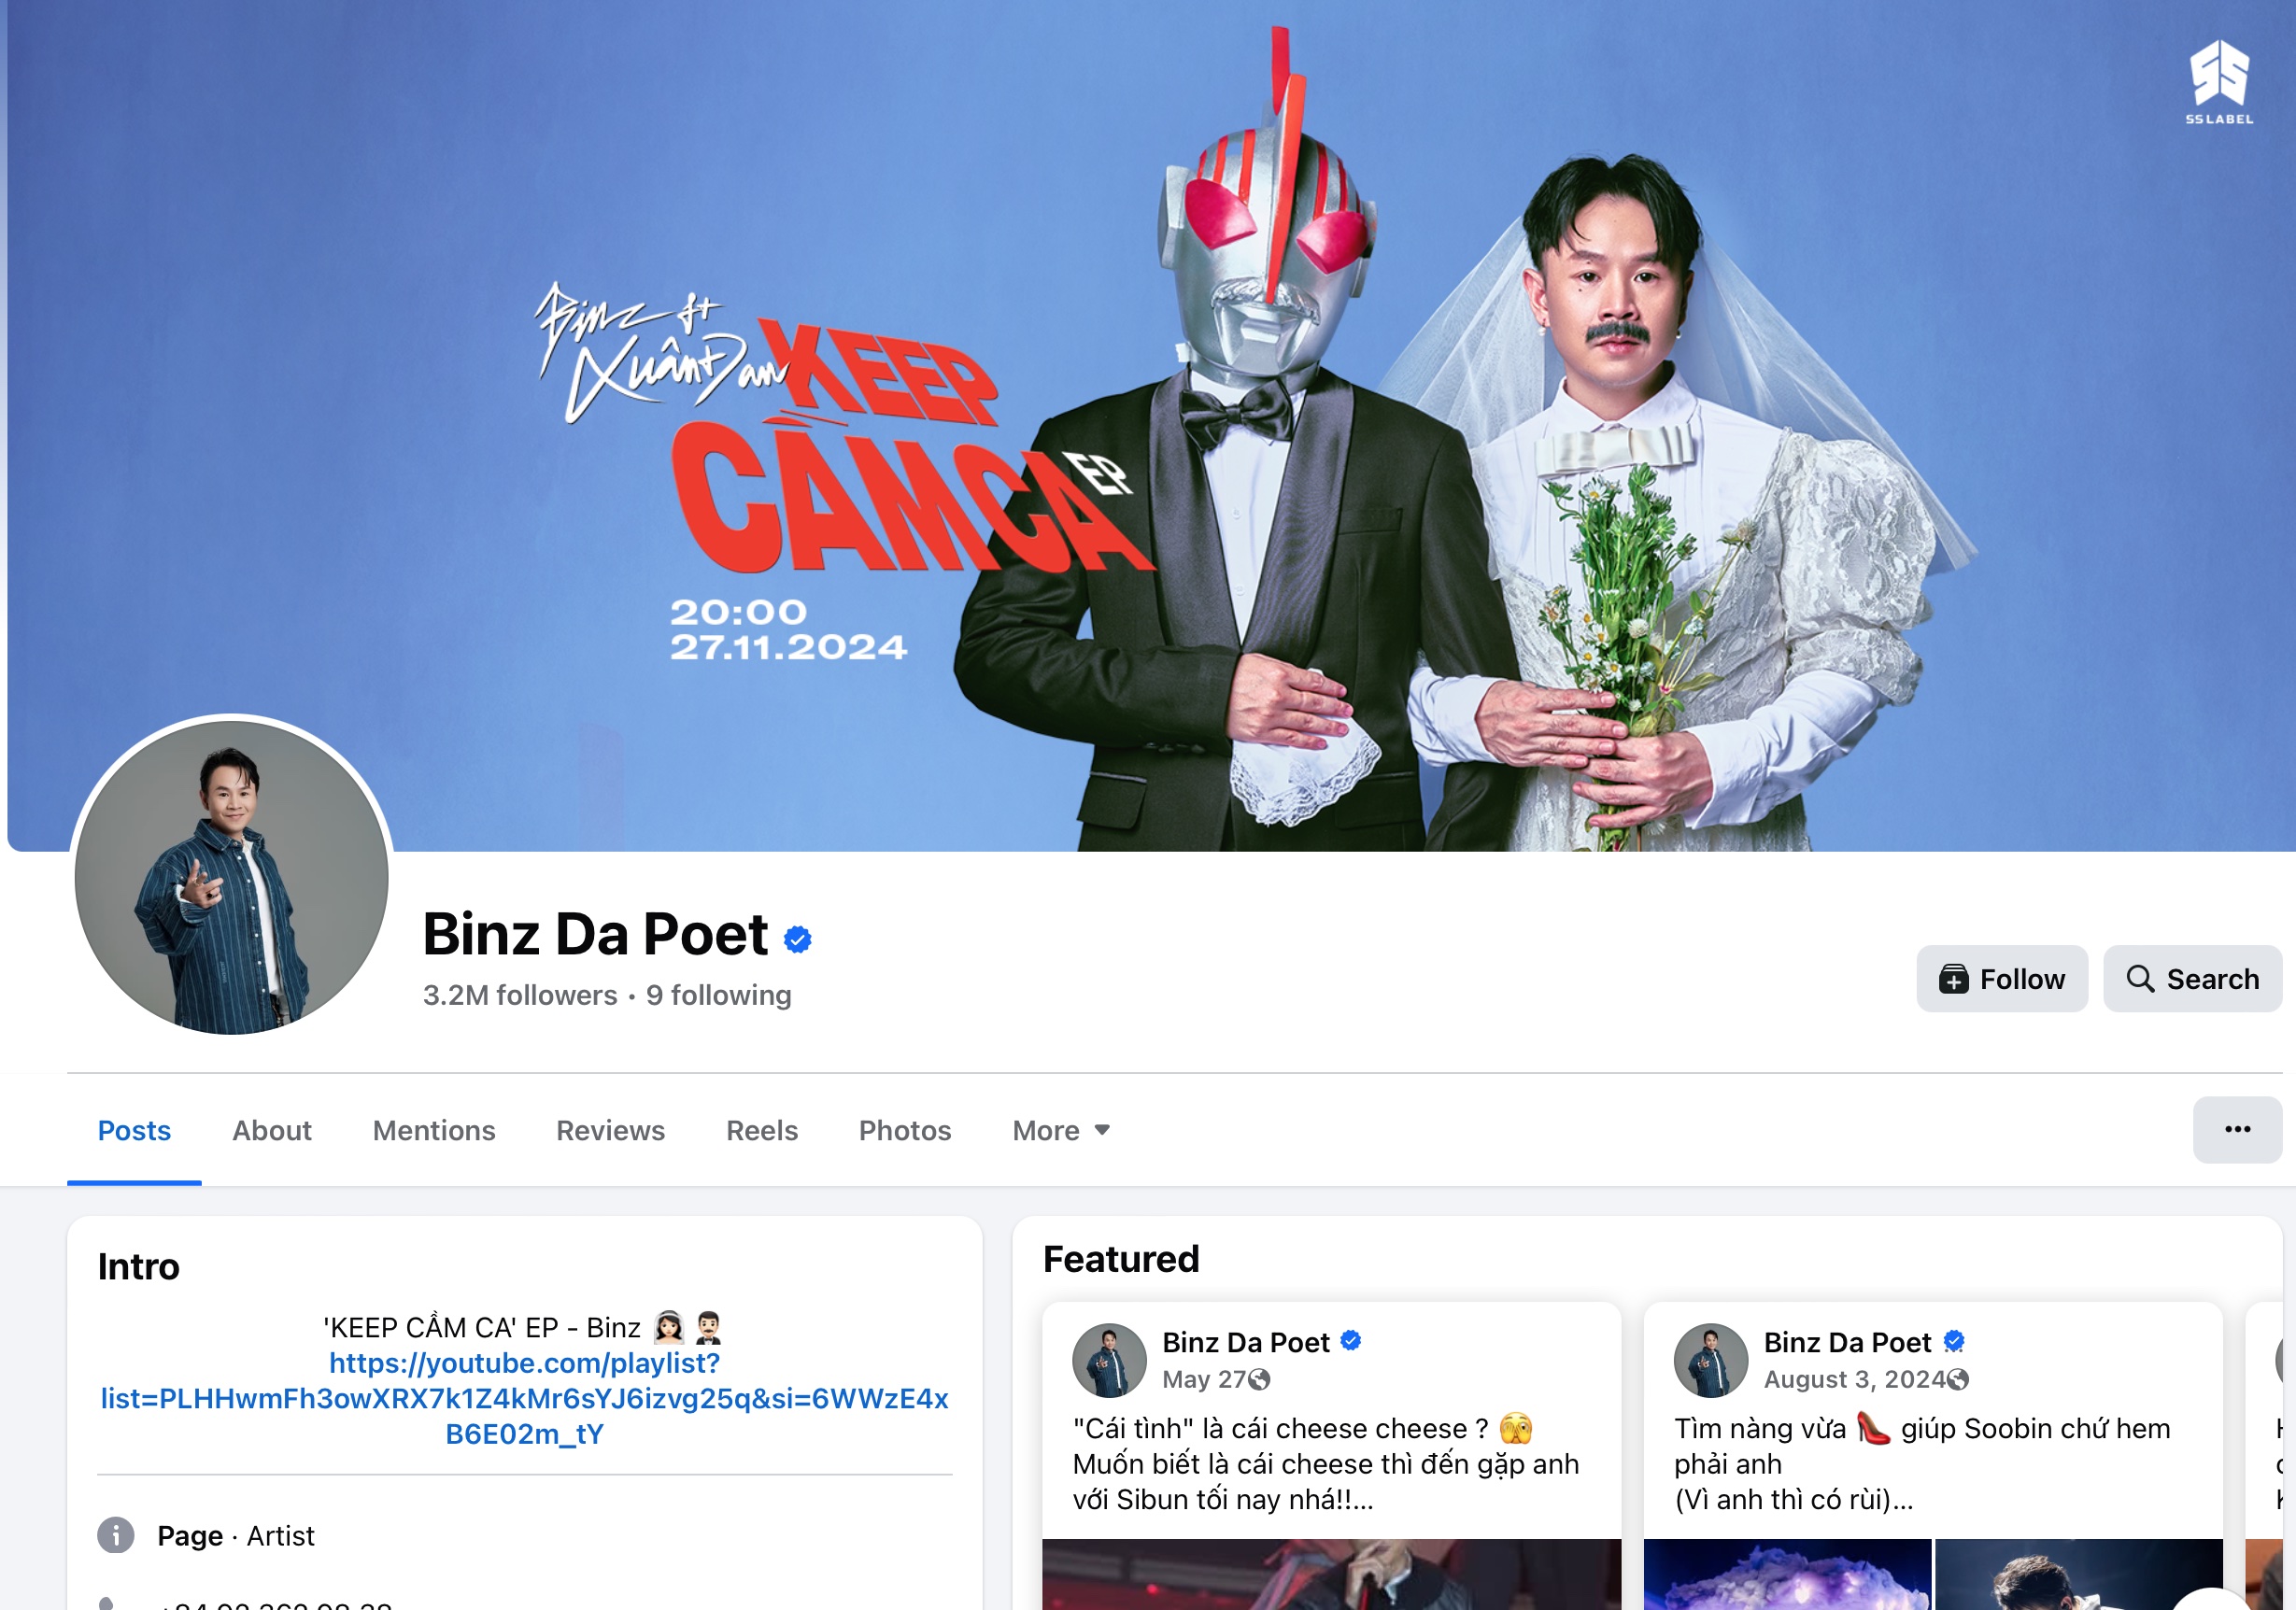 SS LABEL
Binz ft
Xuân Đan
KEEP
CẦM CA EP
20:00
27.11.2024
Binz Da Poet
3.2M followers • 9 following
Follow
Search
Posts
About
Mentions
Reviews
Reels
Photos
More
Intro
'KEEP CẦM CA' EP - Binz 👰🏻🤵🏻
https://youtube.com/playlist?
list=PLHHwmFh3owXRX7k1Z4kMr6sYJ6izvg25q&si=6WWzE4x
B6E02m_tY
Page · Artist
Featured
Binz Da Poet
May 27
"Cái tình" là cái cheese cheese ? 🫣
Muốn biết là cái cheese thì đến gặp anh
với Sibun tối nay nhá!!...
Binz Da Poet
August 3, 2024
Tìm nàng vừa 👠 giúp Soobin chứ hem
phải anh
(Vì anh thì có rùi)...